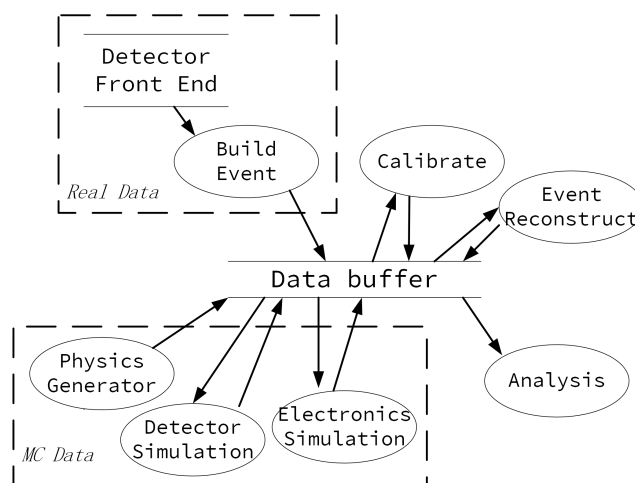 Detector
Front End
Build
Event
Real Data
Calibrate
Event
Reconstruct
Data buffer
Physics
Generator
Detector
Simulation
Electronics
Simulation
MC Data
Analysis